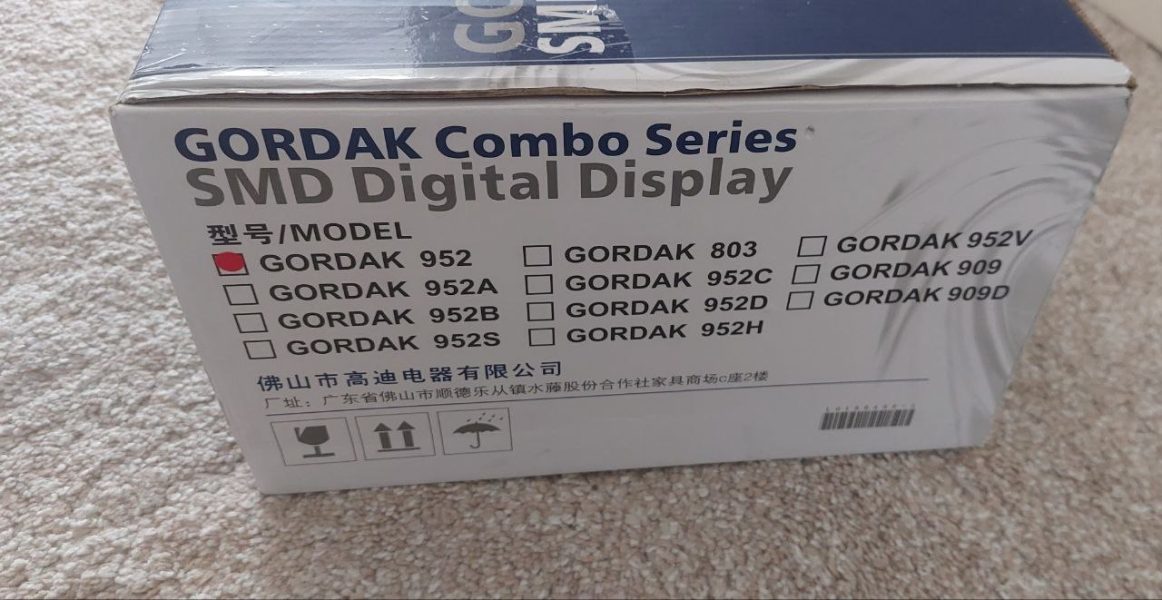 GORDAK Combo Series
SMD Digital Display
型号/MODEL
GORDAK 952
GORDAK 952A
GORDAK 952B
GORDAK 952S
GORDAK 803
GORDAK 952C
GORDAK 952D
GORDAK 952H
GORDAK 952V
GORDAK 909
GORDAK 909D
佛山市高迪电器有限公司
厂址：广东省佛山市顺德乐从镇水藤股份合作社家具商场c座2楼